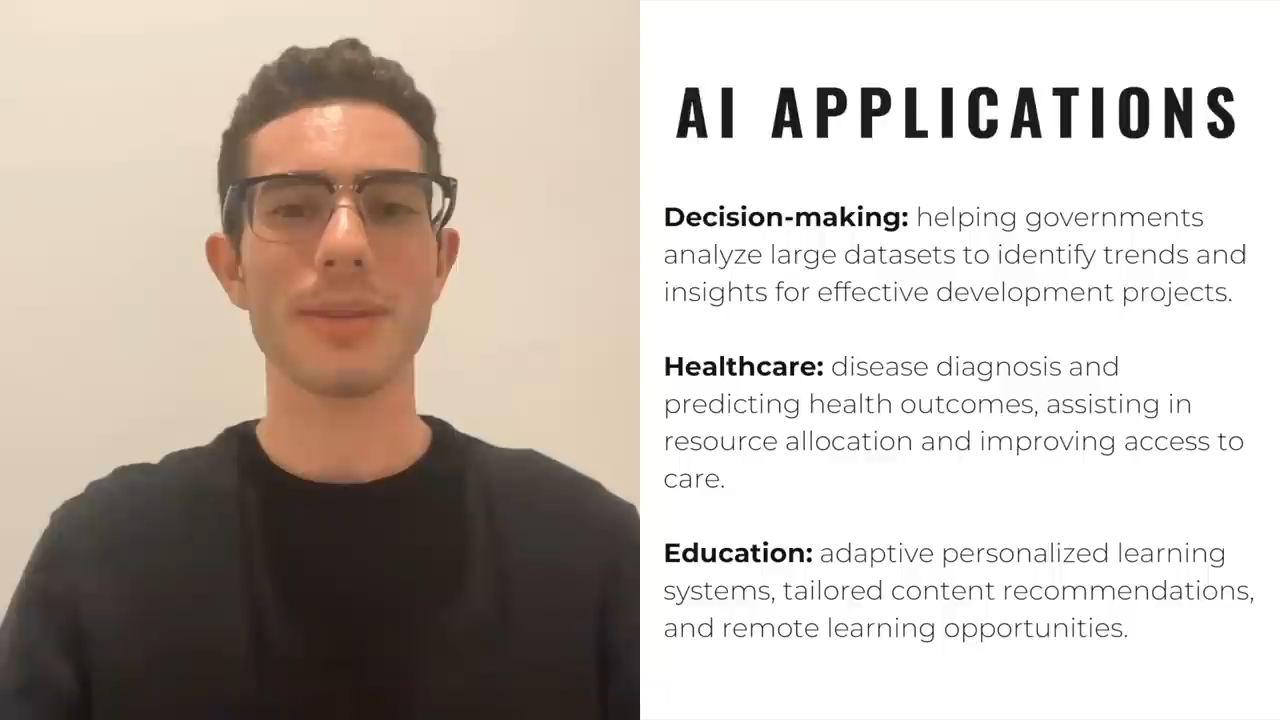 AI APPLICATIONS
Decision-making: helping governments
analyze large datasets to identify trends and
insights for effective development projects.
Healthcare: disease diagnosis and
predicting health outcomes, assisting in
resource allocation and improving access to
care.
Education: adaptive personalized learning
systems, tailored content recommendations,
and remote learning opportunities.